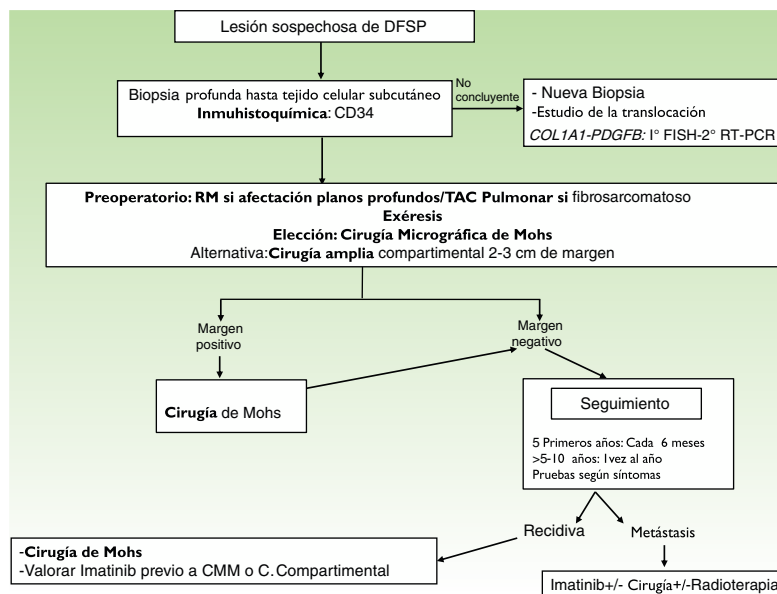 Lesión sospechosa de DFSP
Biopsia profunda hasta tejido celular subcutáneo
Inmuhistoquímica: CD34
No
concluyente
- Nueva Biopsia
-Estudio de la translocación
COL1A1-PDGFB: 1° FISH-2° RT-PCR
Preoperatorio: RM si afectación planos profundos/TAC Pulmonar si fibrosarcomatoso
Exéresis
Elección: Cirugía Micrográfica de Mohs
Alternativa:Cirugía amplia compartimental 2-3 cm de margen
Margen
positivo
Margen
negativo
Cirugía de Mohs
Seguimiento
5 Primeros años: Cada 6 meses
>5-10 años: 1vez al año
Pruebas según síntomas
Recidiva
Metástasis
-Cirugía de Mohs
-Valorar Imatinib previo a CMM o C.Compartimental
Imatinib+/- Cirugía+/-Radioterapia